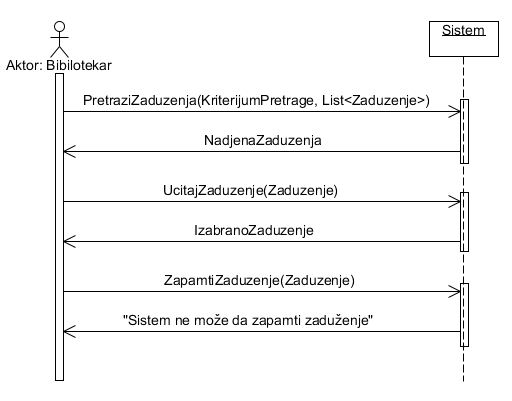 Sistem
Aktor: Bibilotekar
PretraziZaduzenja(KriterijumPretrage, List<Zaduzenje>)
NadjenaZaduzenja
UcitajZaduzenje(Zaduzenje)
IzabranoZaduzenje
ZapamtiZaduzenje(Zaduzenje)
"Sistem ne može da zapamti zaduženje"